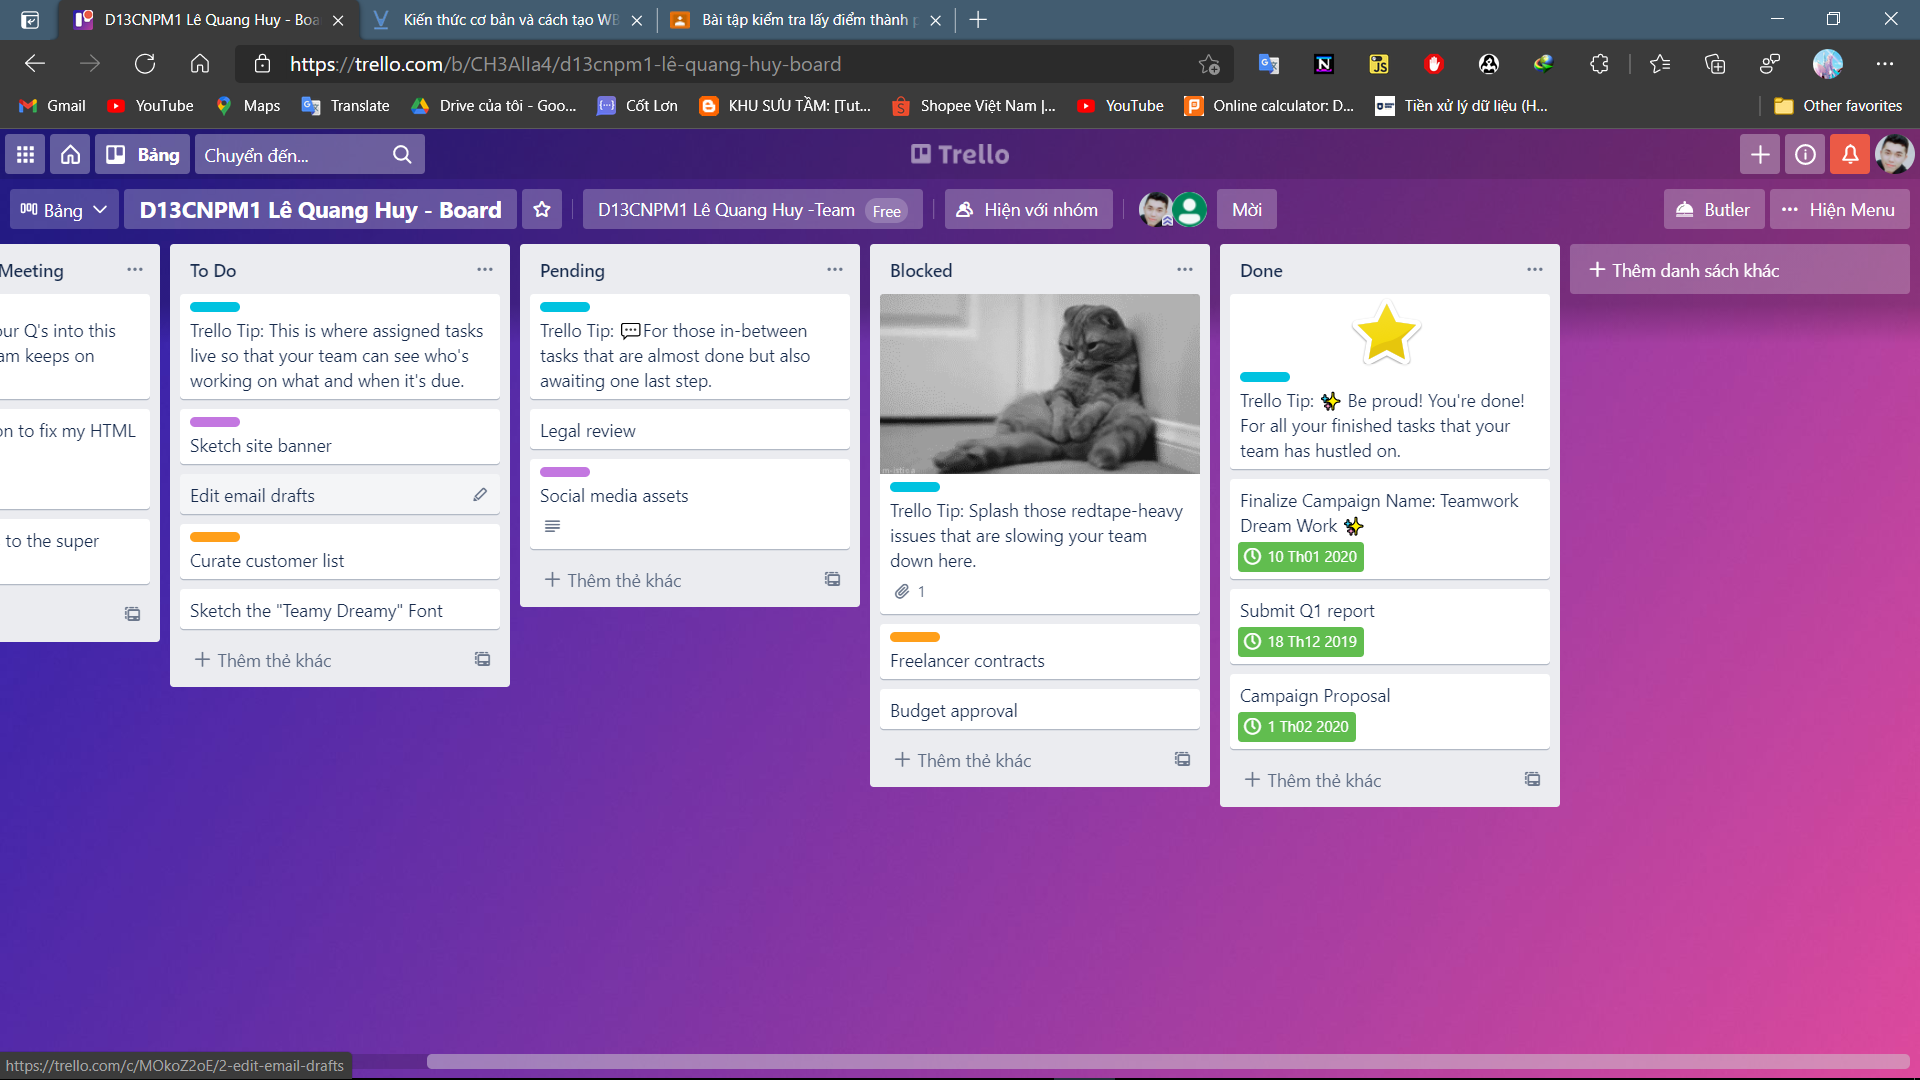 D13CNPM1 Lê Quang Huy - Boa
Kiến thức cơ bản và cách tạo WB
Bài tập kiểm tra lấy điểm thành p
https://trello.com/b/CH3Alla4/d13cnpm1-lê-quang-huy-board
Gmail
YouTube
Maps
Translate
Drive của tôi - Goo...
Cốt Lơn
KHU SƯU TẦM: [Tut...
Shopee Việt Nam |...
YouTube
Online calculator: D...
Tiền xử lý dữ liệu (H...
Other favorites
Bảng
Chuyển đến...
Trello
Bảng
D13CNPM1 Lê Quang Huy - Board
D13CNPM1 Lê Quang Huy -Team
Free
Hiện với nhóm
Mời
Butler
Hiện Menu
Meeting
our Q's into this
am keeps on
on to fix my HTML
to the super
To Do
Trello Tip: This is where assigned tasks
live so that your team can see who's
working on what and when it's due.
Sketch site banner
Edit email drafts
Curate customer list
Sketch the "Teamy Dreamy" Font
Thêm thẻ khác
Pending
Trello Tip: 💬For those in-between
tasks that are almost done but also
awaiting one last step.
Legal review
Social media assets
Thêm thẻ khác
Blocked
Trello Tip: Splash those redtape-heavy
issues that are slowing your team
down here.
1
Freelancer contracts
Budget approval
Thêm thẻ khác
Done
Trello Tip: ✨ Be proud! You're done!
For all your finished tasks that your
team has hustled on.
Finalize Campaign Name: Teamwork
Dream Work ✨
10 Th01 2020
Submit Q1 report
18 Th12 2019
Campaign Proposal
1 Th02 2020
Thêm thẻ khác
Thêm danh sách khác
https://trello.com/c/MOkoZ2oE/2-edit-email-drafts